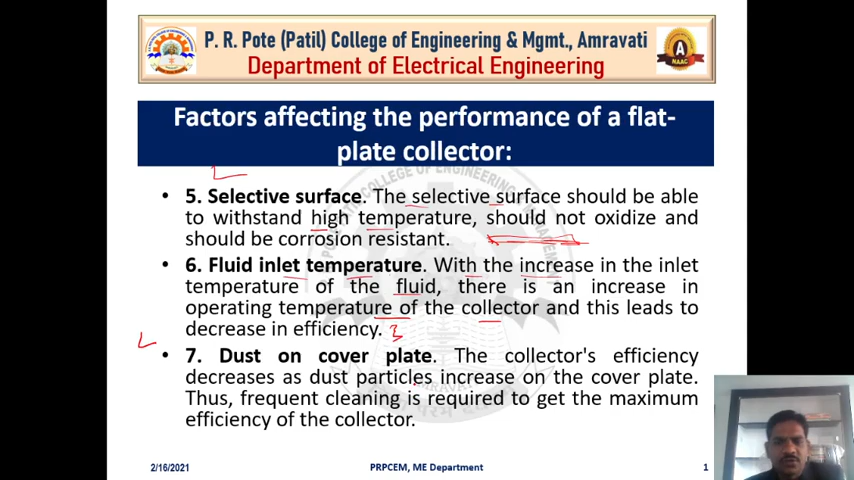 P. R. Pote (Patil) College of Engineering & Mgmt., Amravati
Department of Electrical Engineering
NAAC
Factors affecting the performance of a flat-
plate collector:
• 5. Selective surface. The selective surface should be able
to withstand high temperature, should not oxidize and
should be corrosion resistant.
• 6. Fluid inlet temperature. With the increase in the inlet
temperature of the fluid, there is an increase in
operating temperature of the collector and this leads to
decrease in efficiency.
• 7. Dust on cover plate. The collector's efficiency
decreases as dust particles increase on the cover plate.
Thus, frequent cleaning is required to get the maximum
efficiency of the collector.
2/16/2021
PRPCEM, ME Department
1